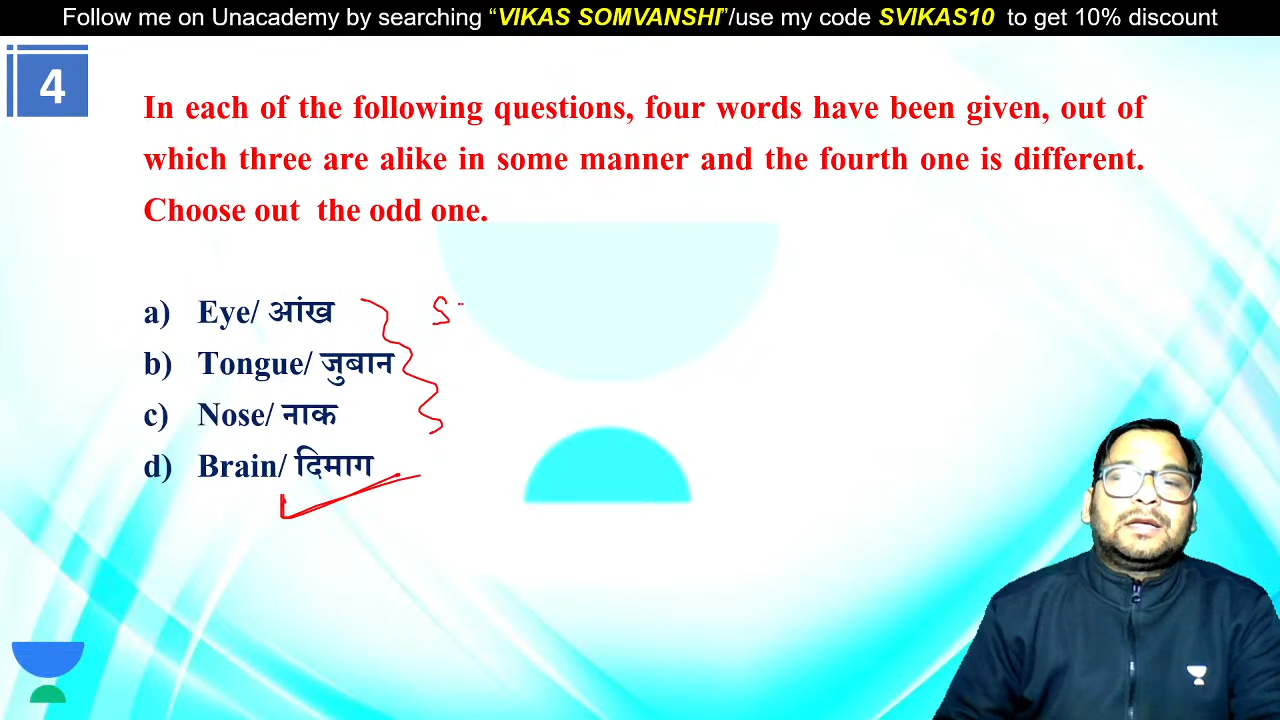 Follow me on Unacademy by searching “VIKAS SOMVANSHI”/use my code SVIKAS10 to get 10% discount
4
In each of the following questions, four words have been given, out of
which three are alike in some manner and the fourth one is different.
Choose out the odd one.
a) Eye/ आंख
b) Tongue/ जुबान
c) Nose/ नाक
d) Brain/ दिमाग
S